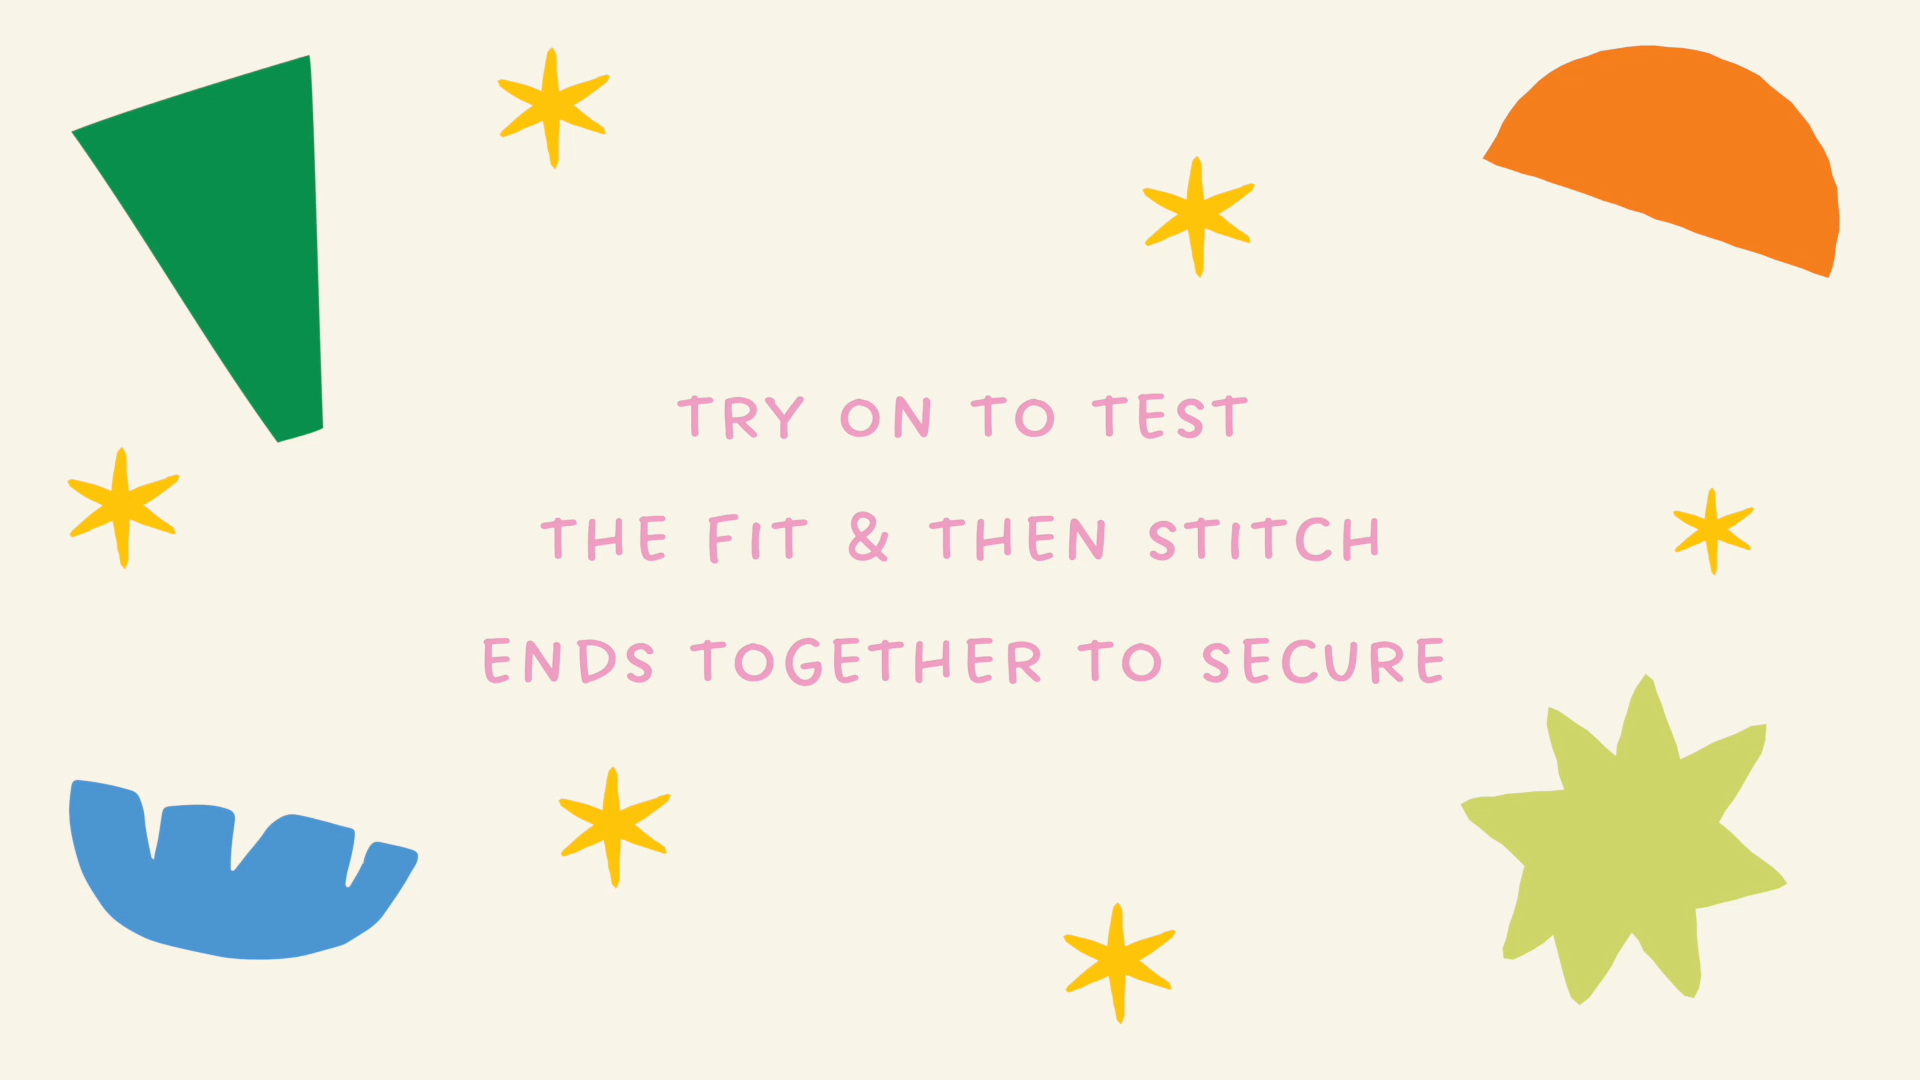 TRY ON TO TEST
THE FIT & THEN STITCH
ENDS TOGETHER TO SECURE